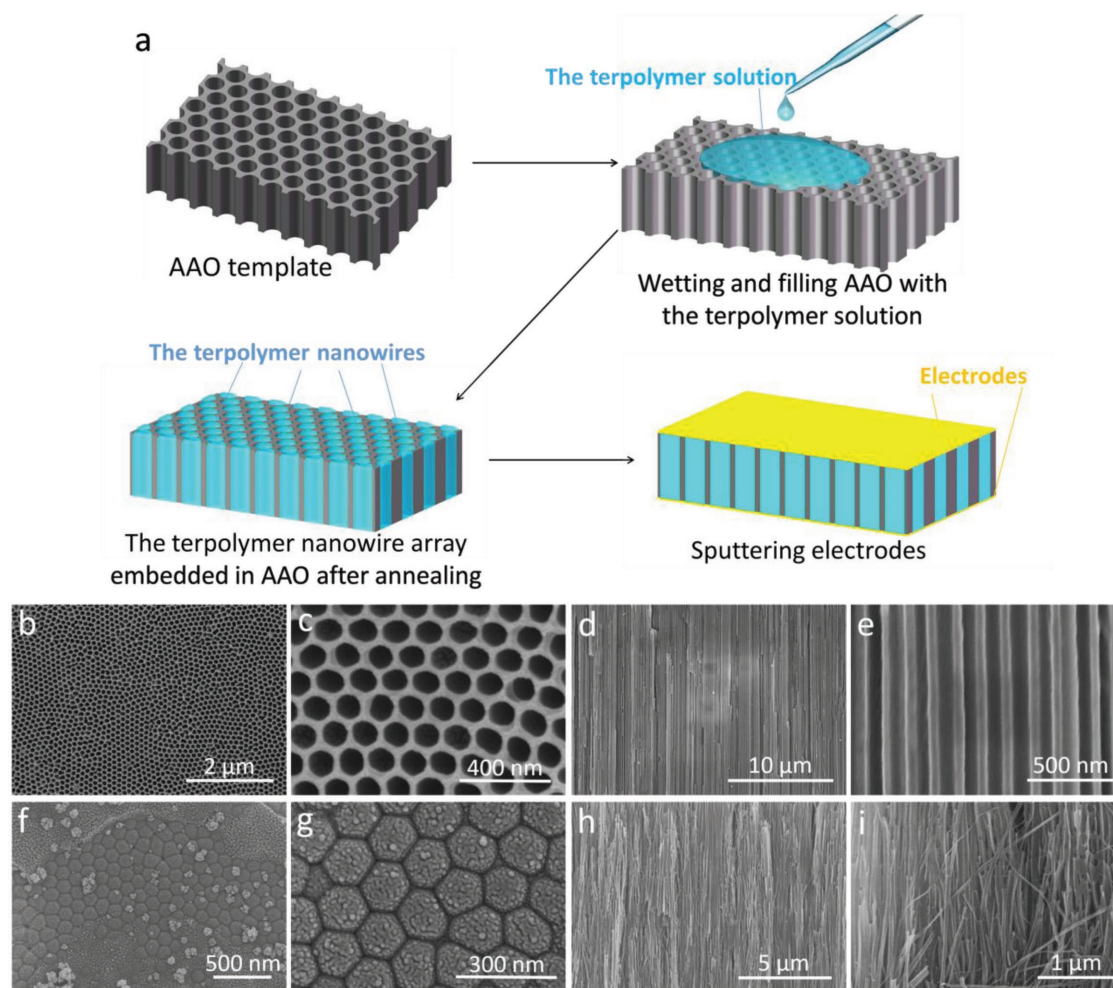 a
The terpolymer solution
AAO template
Wetting and filling AAO with
the terpolymer solution
The terpolymer nanowires
Electrodes
The terpolymer nanowire array
embedded in AAO after annealing
Sputtering electrodes
b
2 μm
c
400 nm
d
10 μm
e
500 nm
f
500 nm
g
300 nm
h
5 μm
i
1 μm